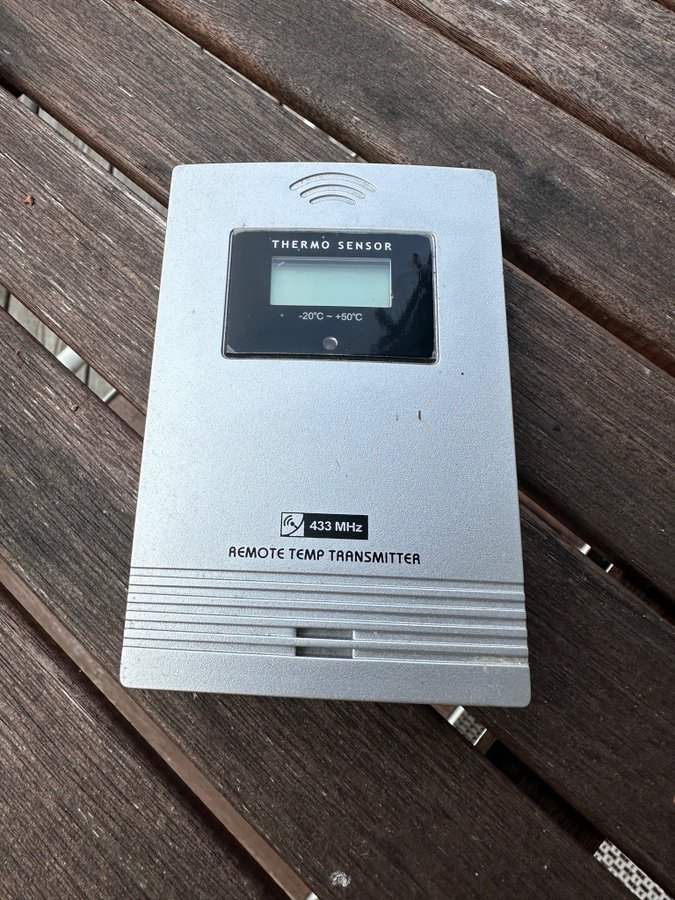 THERMO SENSOR
-20°C ~ +50°C
433 MHz
REMOTE TEMP TRANSMITTER